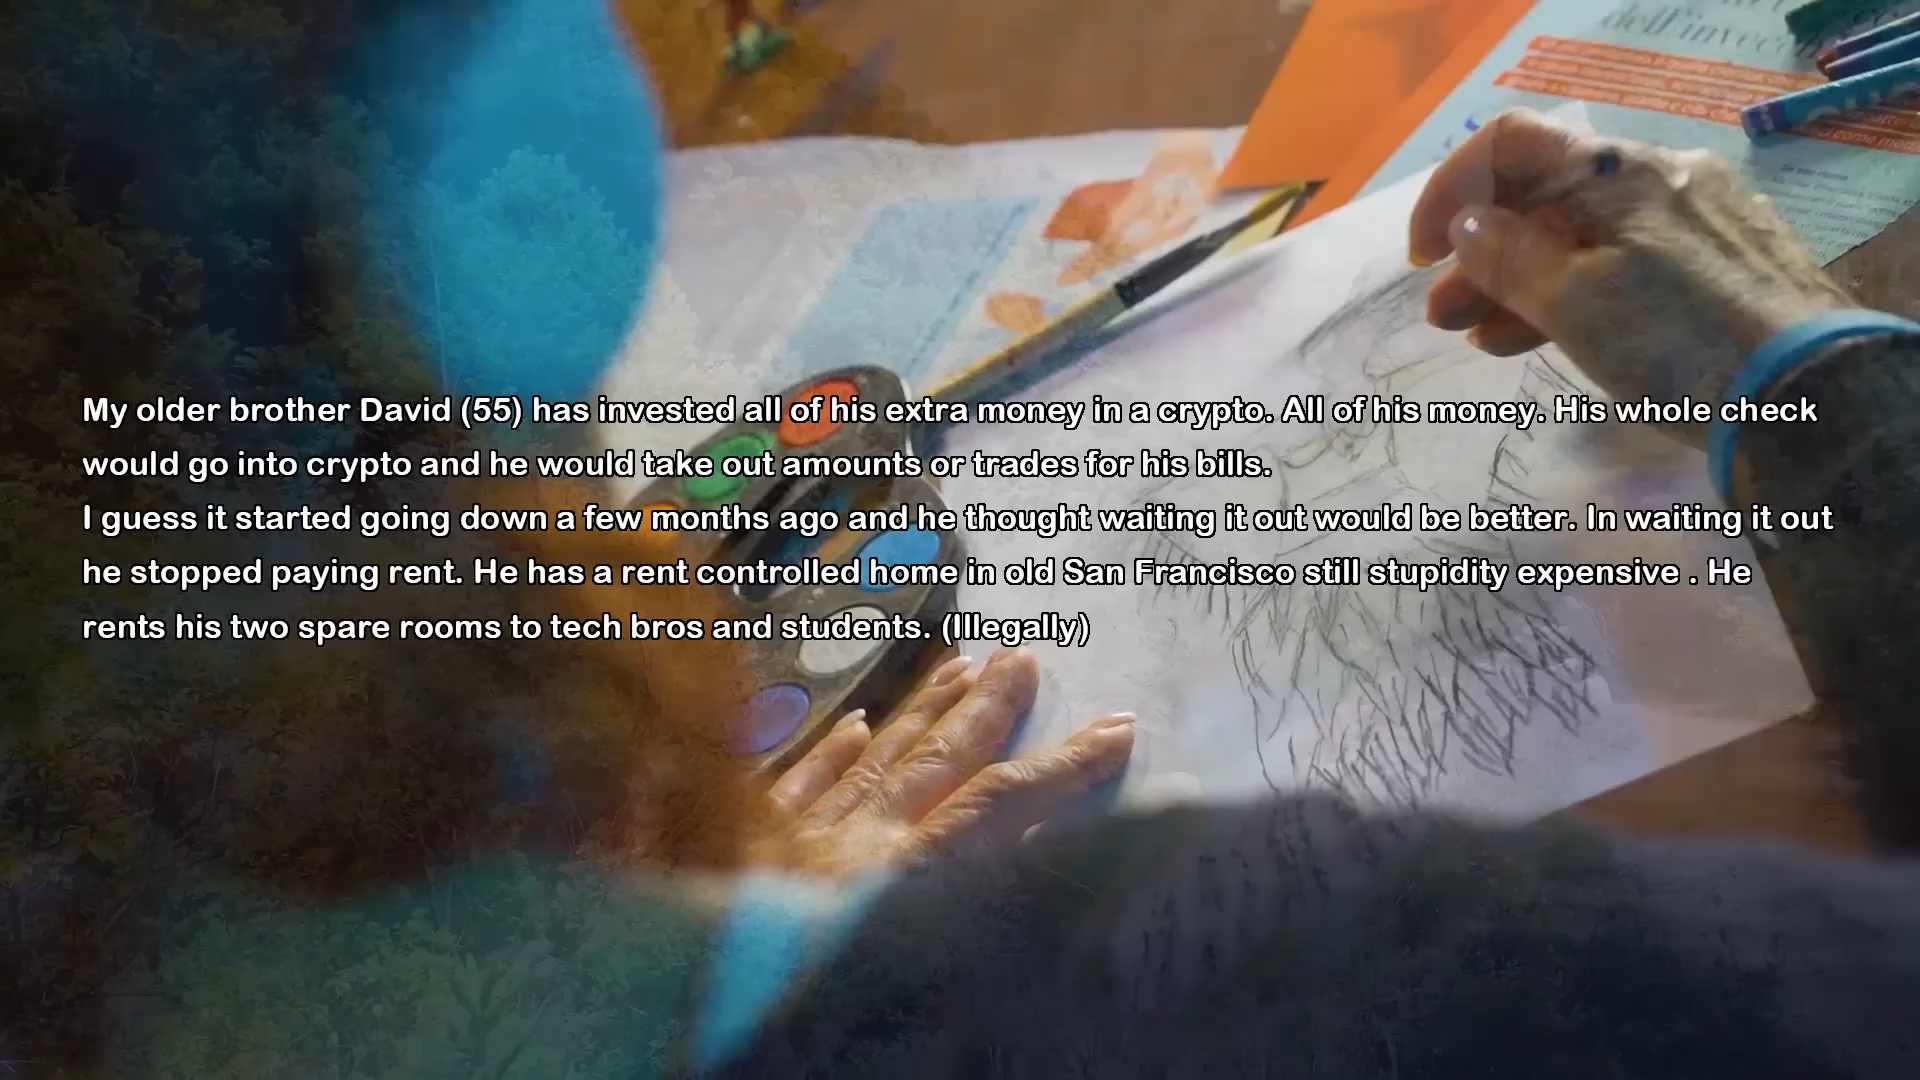 dell'invecch
My older brother David (55) has invested all of his extra money in a crypto. All of his money. His whole check
would go into crypto and he would take out amounts or trades for his bills.
I guess it started going down a few months ago and he thought waiting it out would be better. In waiting it out
he stopped paying rent. He has a rent controlled home in old San Francisco still stupidity expensive . He
rents his two spare rooms to tech bros and students. (Illegally)